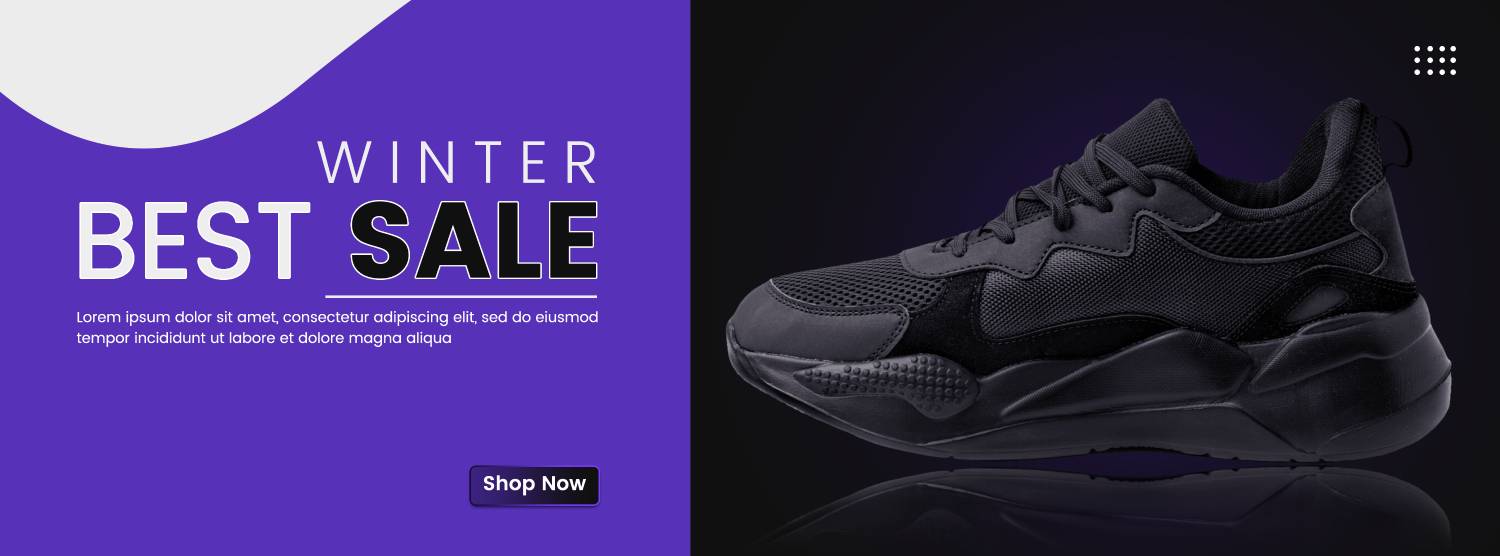 WINTER
BEST SALE
Lorem ipsum dolor sit amet, consectetur adipiscing elit, sed do eiusmod
tempor incididunt ut labore et dolore magna aliqua
Shop Now